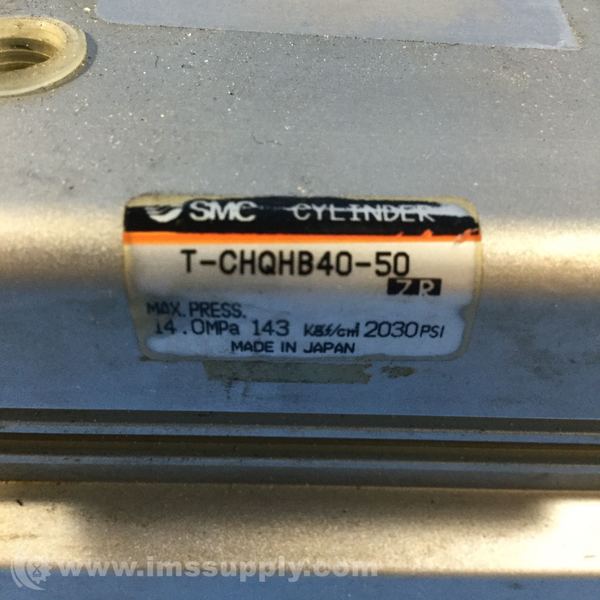 SMC CYLINDER
T-CHQHB40-50
ZR
MAX.PRESS.
14.0MPa 143 kgf/cm² 2030PSI
MADE IN JAPAN
© www.imssupply.com/